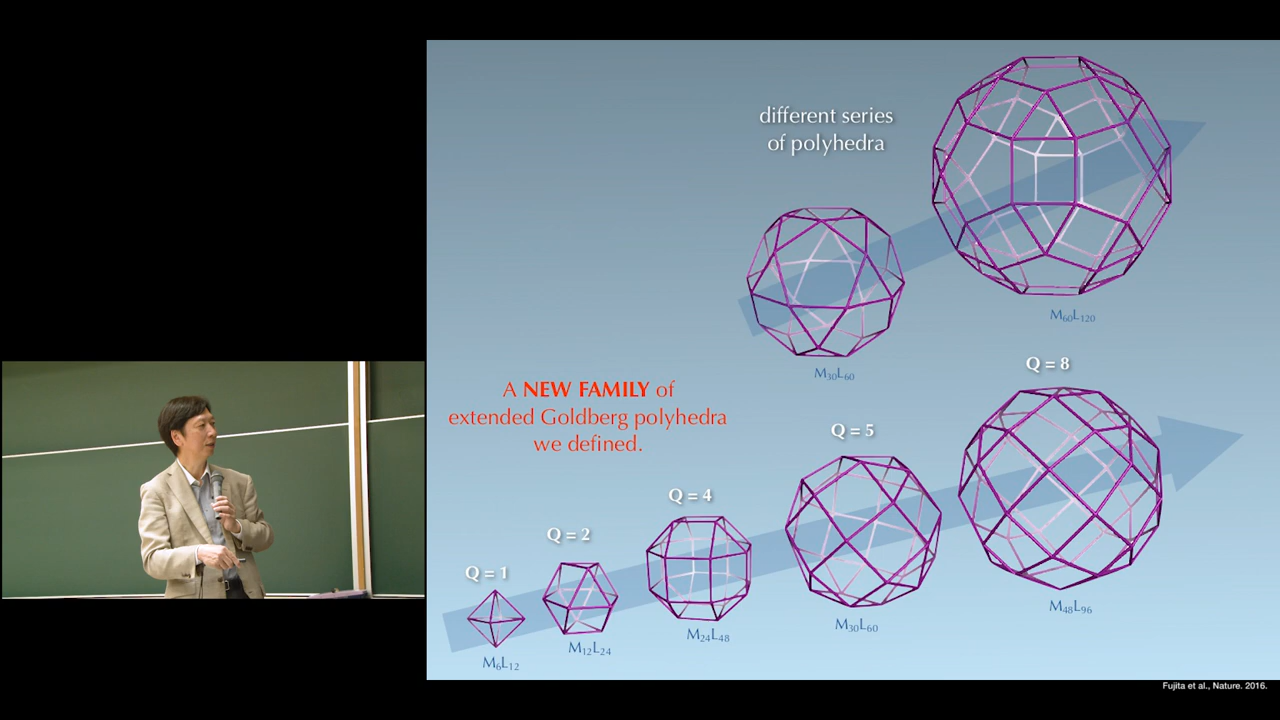 different series
of polyhedra
M60L120
M30L60
Q = 8
A NEW FAMILY of
extended Goldberg polyhedra
we defined.
Q = 5
Q = 4
Q = 2
Q = 1
M48L96
M30L60
M24L48
M12L24
M6L12
Fujita et al., Nature. 2016.